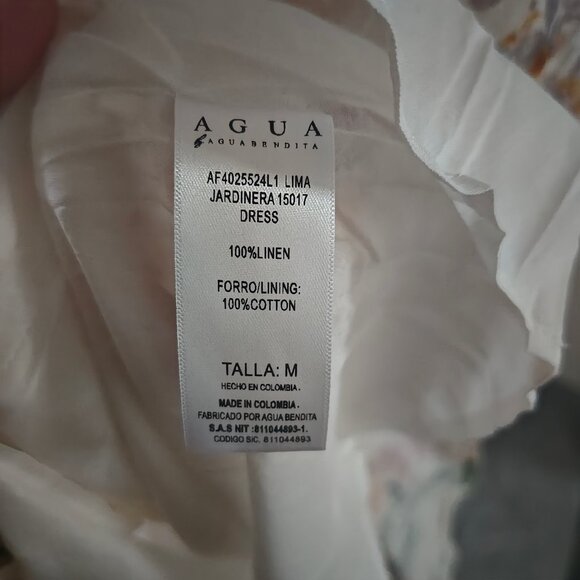 AGUA
by AGUABENDITA
AF4025524L1 LIMA
JARDINERA 15017
DRESS
100%LINEN
FORRO/LINING:
100%COTTON
TALLA: M
HECHO EN COLOMBIA.
MADE IN COLOMBIA.
FABRICADO POR AGUA BENDITA
S.A.S NIT :811044893-1.
CODIGO SIC. 811044893